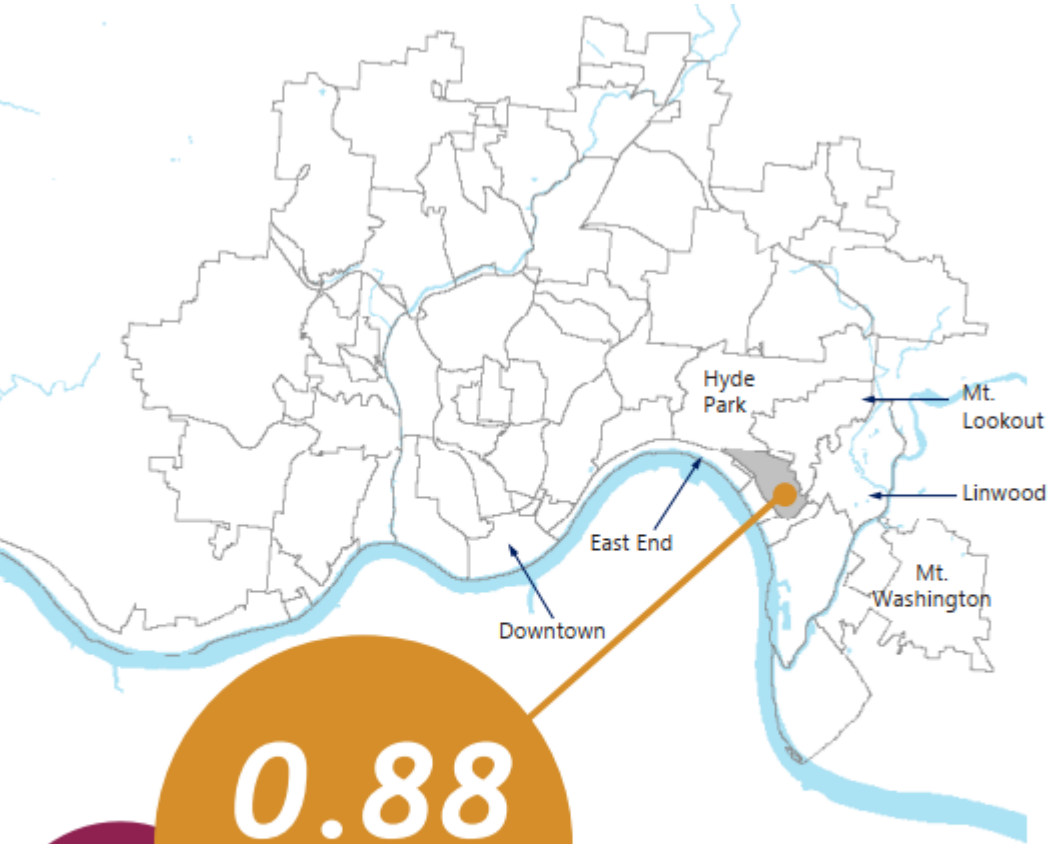 Hyde
Park
Mt.
Lookout
Linwood
East End
Mt.
Washington
Downtown
0.88